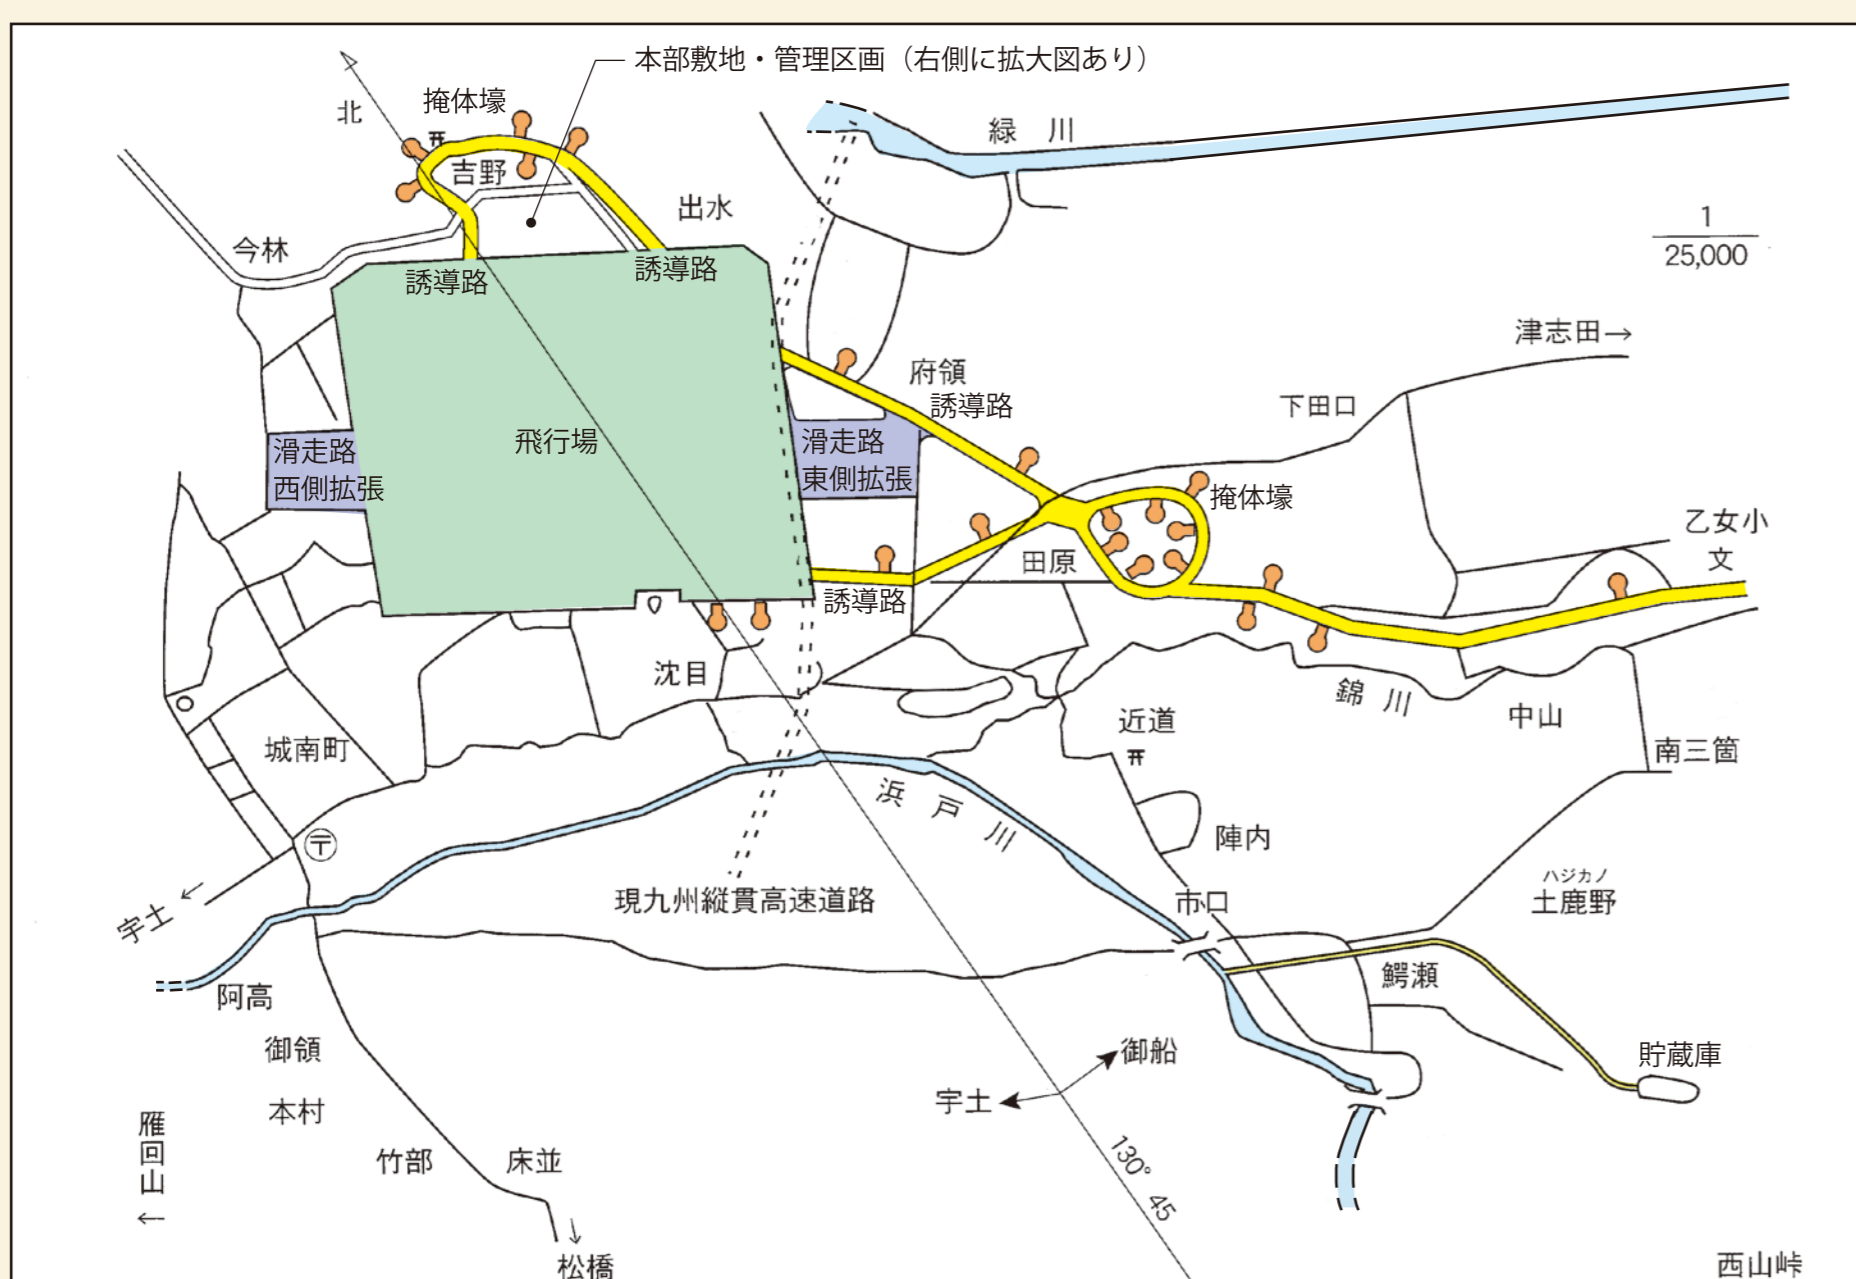 本部敷地・管理区画（右側に拡大図あり）
北
掩体壕
吉野
出水
緑川
今林
1
25,000
誘導路
誘導路
津志田→
府領
誘導路
下田口
飛行場
滑走路
西側拡張
滑走路
東側拡張
掩体壕
乙女小
文
田原
誘導路
沈目
錦川
中山
近道
南三箇
城南町
浜戸川
陣内
〒
現九州縦貫高速道路
市口
ハジカノ
土鹿野
宇土←
鰐瀬
阿高
御領
御船
貯蔵庫
宇土
本村
雁回山←
竹部
床並
130° 45
↓
松橋
西山峠